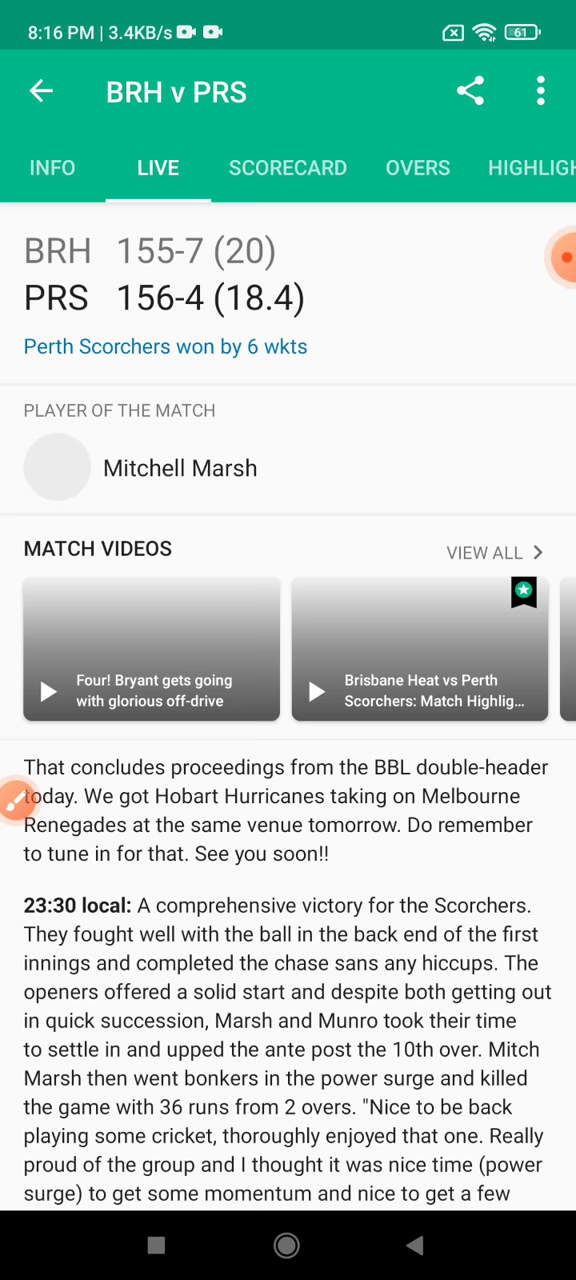 8:16 PM | 3.4KB/s
61
BRH v PRS
INFO LIVE SCORECARD OVERS HIGHLIGH
BRH 155-7 (20)
PRS 156-4 (18.4)
Perth Scorchers won by 6 wkts
PLAYER OF THE MATCH
Mitchell Marsh
MATCH VIDEOS
VIEW ALL
Four! Bryant gets going
with glorious off-drive
Brisbane Heat vs Perth
Scorchers: Match Highlig...
That concludes proceedings from the BBL double-header
today. We got Hobart Hurricanes taking on Melbourne
Renegades at the same venue tomorrow. Do remember
to tune in for that. See you soon!!
23:30 local: A comprehensive victory for the Scorchers.
They fought well with the ball in the back end of the first
innings and completed the chase sans any hiccups. The
openers offered a solid start and despite both getting out
in quick succession, Marsh and Munro took their time
to settle in and upped the ante post the 10th over. Mitch
Marsh then went bonkers in the power surge and killed
the game with 36 runs from 2 overs. "Nice to be back
playing some cricket, thoroughly enjoyed that one. Really
proud of the group and I thought it was nice time (power
surge) to get some momentum and nice to get a few